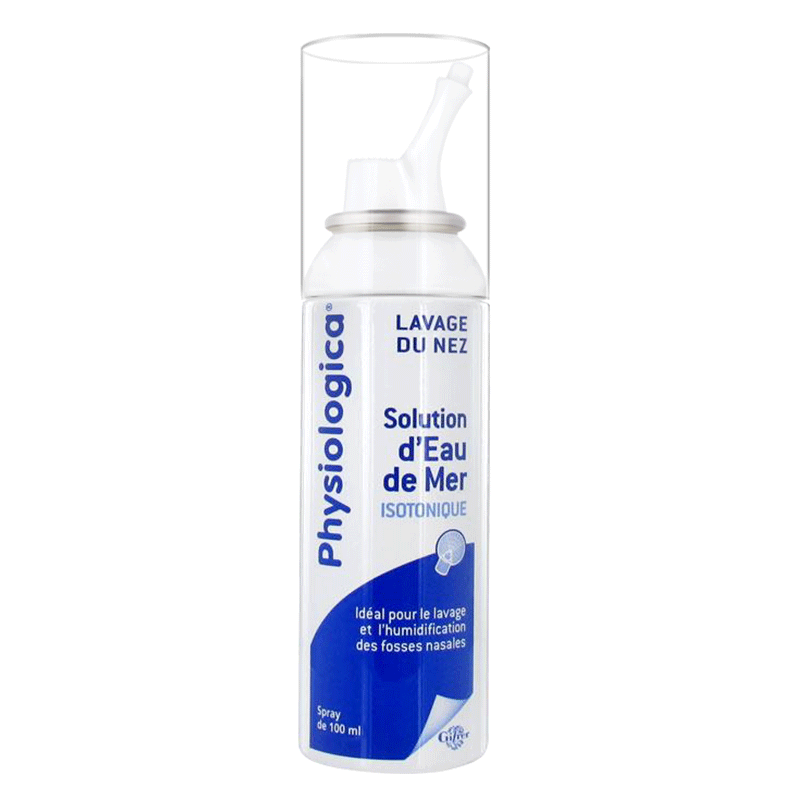 Physiologica®
LAVAGE
DU NEZ
Solution
d'Eau
de Mer
ISOTONIQUE
Idéal pour le lavage
et l'humidification
des fosses nasales
Spray
de 100 ml
Gifrer